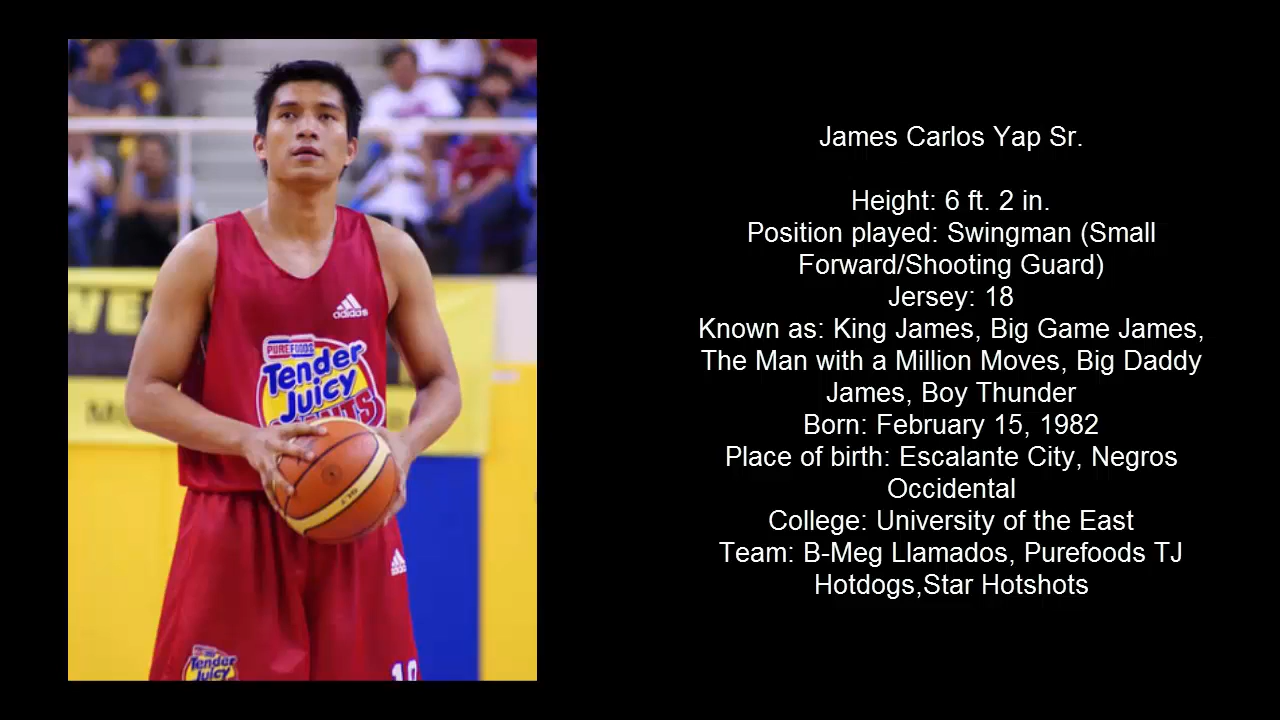 James Carlos Yap Sr.
Height: 6 ft. 2 in.
Position played: Swingman (Small
Forward/Shooting Guard)
Jersey: 18
Known as: King James, Big Game James,
The Man with a Million Moves, Big Daddy
James, Boy Thunder
Born: February 15, 1982
Place of birth: Escalante City, Negros
Occidental
College: University of the East
Team: B-Meg Llamados, Purefoods TJ
Hotdogs,Star Hotshots
adidas
PUREFOODS
Tender
Juicy
GL7
adidas
Tender
Juicy